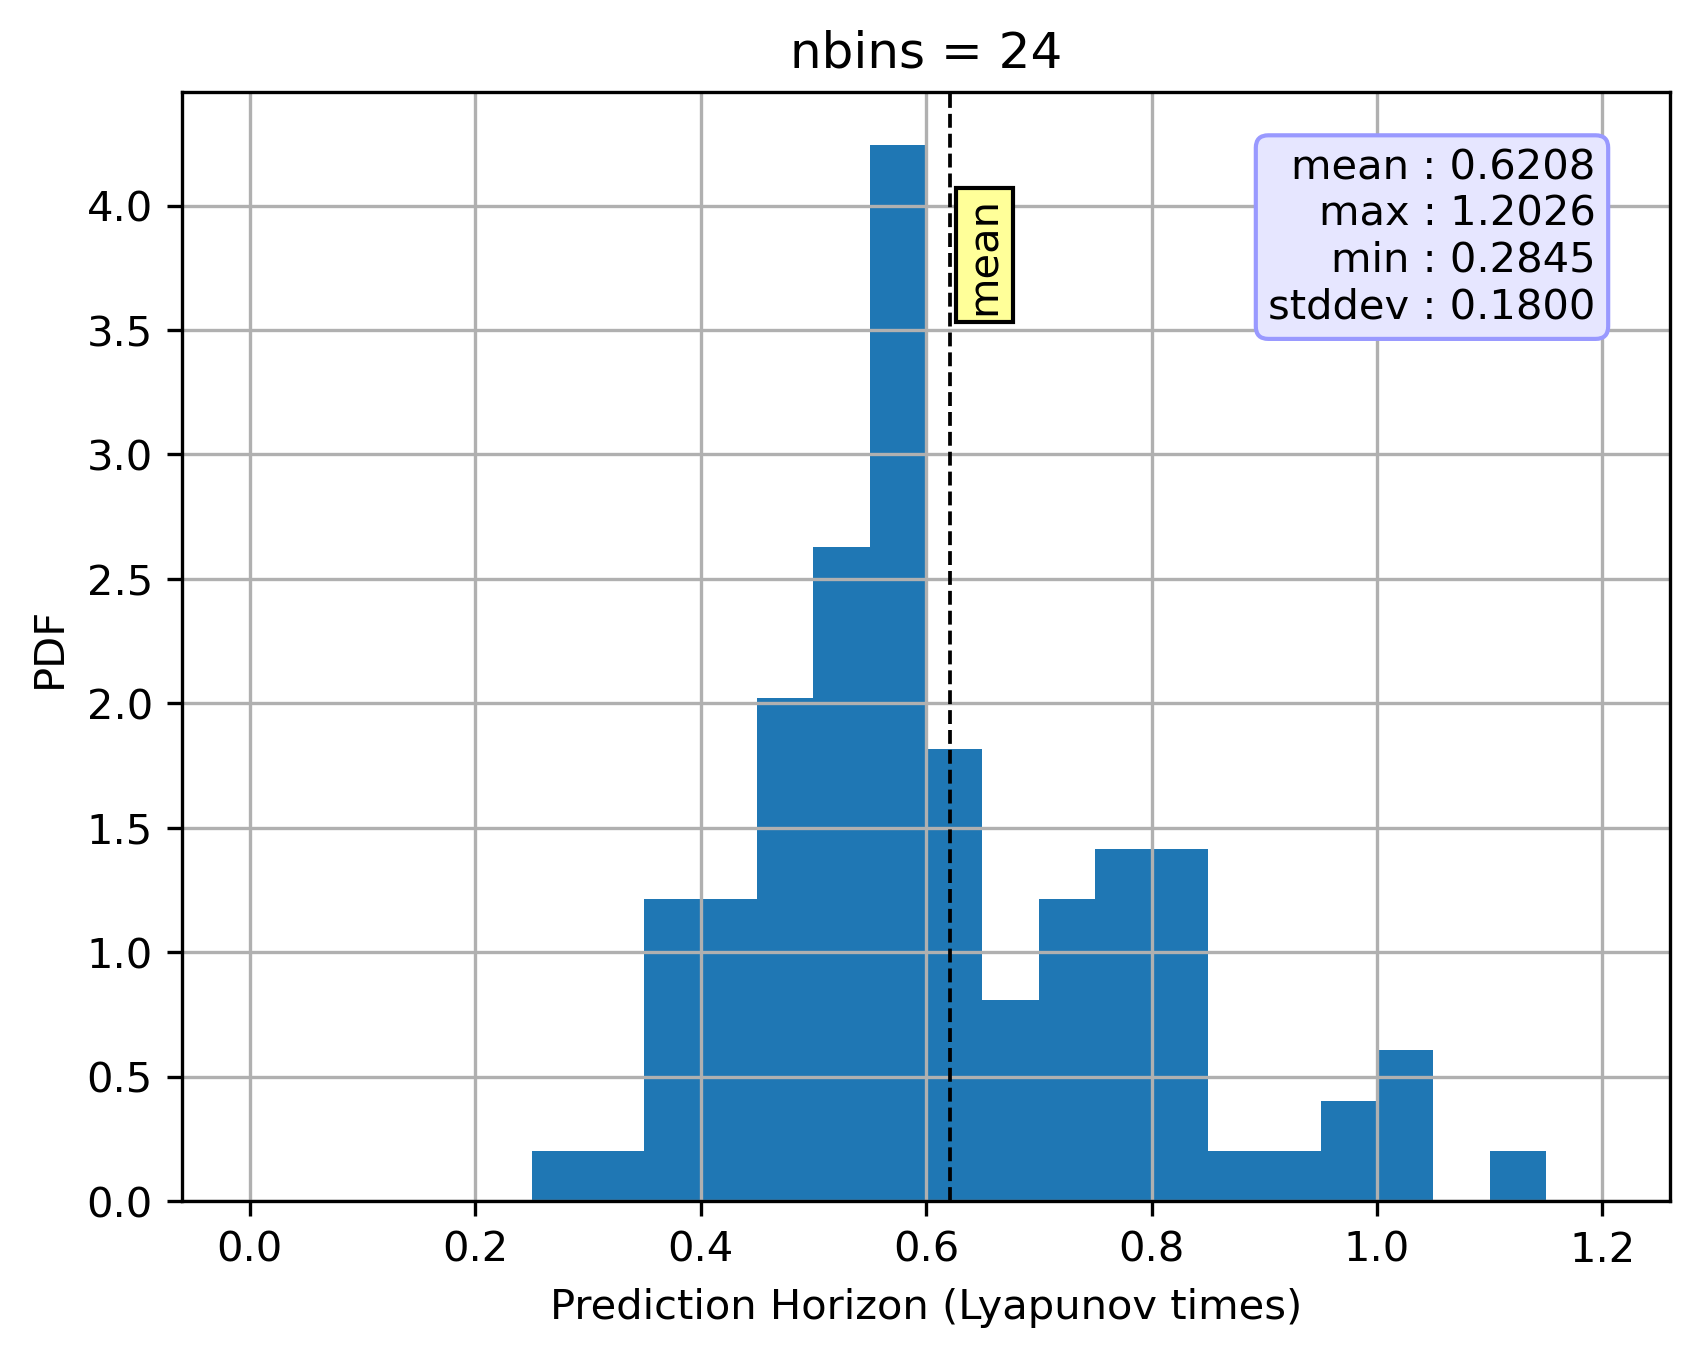 nbins = 24
mean : 0.6208
max : 1.2026
min : 0.2845
stddev : 0.1800
mean
PDF
4.0
3.5
3.0
2.5
2.0
1.5
1.0
0.5
0.0
0.0 0.2 0.4 0.6 0.8 1.0 1.2
Prediction Horizon (Lyapunov times)